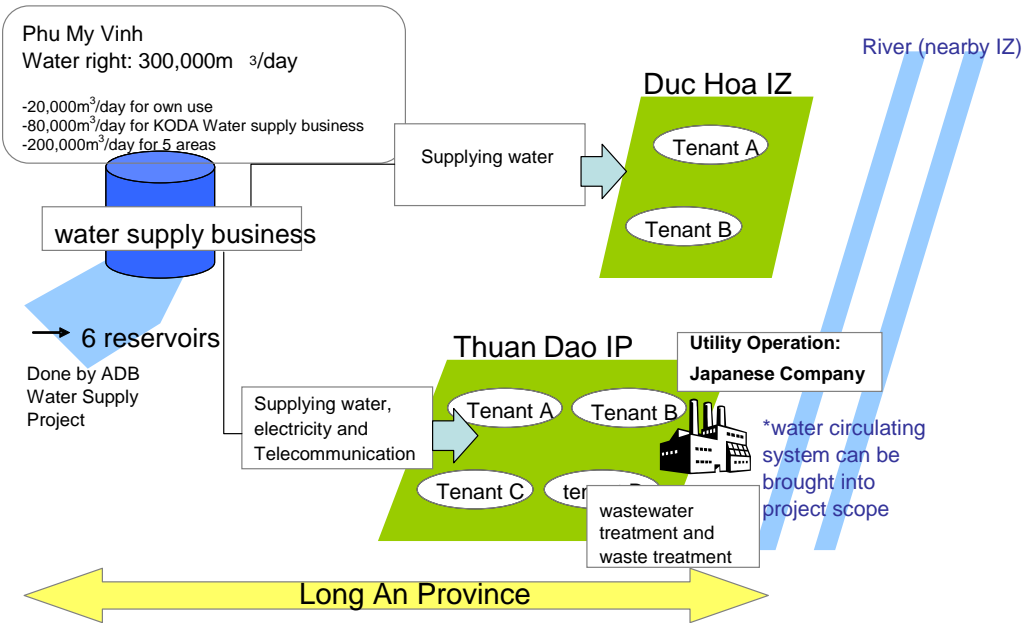 Phu My Vinh
Water right: 300,000m ³/day
-20,000m³/day for own use
-80,000m³/day for KODA Water supply business
-200,000m³/day for 5 areas
water supply business
6 reservoirs
Done by ADB
Water Supply
Project
Supplying water
Duc Hoa IZ
Tenant A
Tenant B
River (nearby IZ)
Supplying water,
electricity and
Telecommunication
Thuan Dao IP
Tenant A
Tenant B
Tenant C
Utility Operation:
Japanese Company
*water circulating
system can be
brought into
project scope
wastewater
treatment and
waste treatment
Long An Province